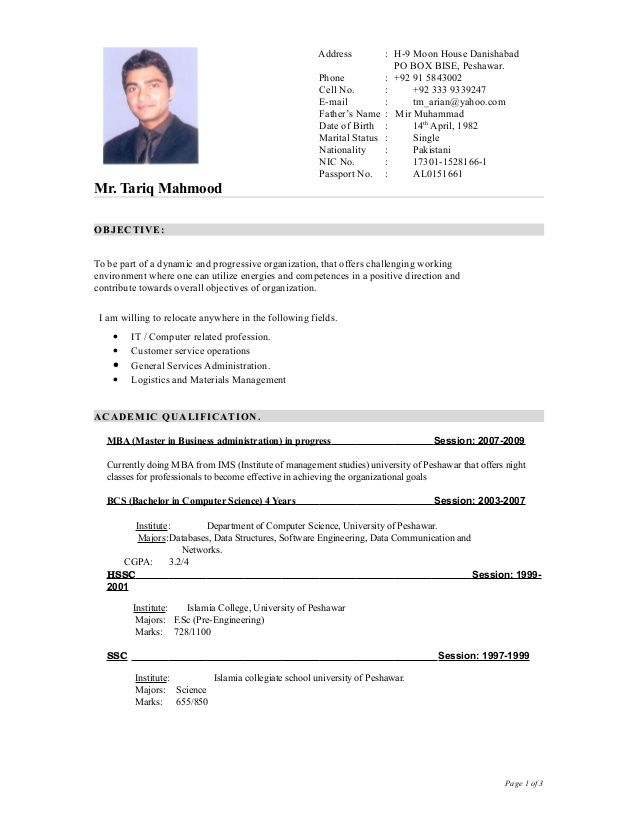 Address : H-9 Moon House Danishabad
PO BOX BISE, Peshawar.
Phone : +92 91 5843002
Cell No. : +92 333 9339247
E-mail : tm_arian@yahoo.com
Father's Name : Mir Muhammad
Date of Birth : 14th April, 1982
Marital Status : Single
Nationality : Pakistani
NIC No. : 17301-1528166-1
Passport No. : AL0151661
Mr. Tariq Mahmood
OBJECTIVE:
To be part of a dynamic and progressive organization, that offers challenging working
environment where one can utilize energies and competences in a positive direction and
contribute towards overall objectives of organization.
I am willing to relocate anywhere in the following fields.
• IT / Computer related profession.
• Customer service operations
• General Services Administration.
• Logistics and Materials Management
ACADEMIC QUALIFICATION.
MBA (Master in Business administration) in progress Session: 2007-2009
Currently doing MBA from IMS (Institute of management studies) university of Peshawar that offers night
classes for professionals to become effective in achieving the organizational goals
BCS (Bachelor in Computer Science) 4 Years Session: 2003-2007
Institute: Department of Computer Science, University of Peshawar.
Majors: Databases, Data Structures, Software Engineering, Data Communication and
Networks.
CGPA: 3.2/4
HSSC Session: 1999-
2001
Institute: Islamia College, University of Peshawar
Majors: F.Sc (Pre-Engineering)
Marks: 728/1100
SSC Session: 1997-1999
Institute: Islamia collegiate school university of Peshawar.
Majors: Science
Marks: 655/850
Page 1 of 3